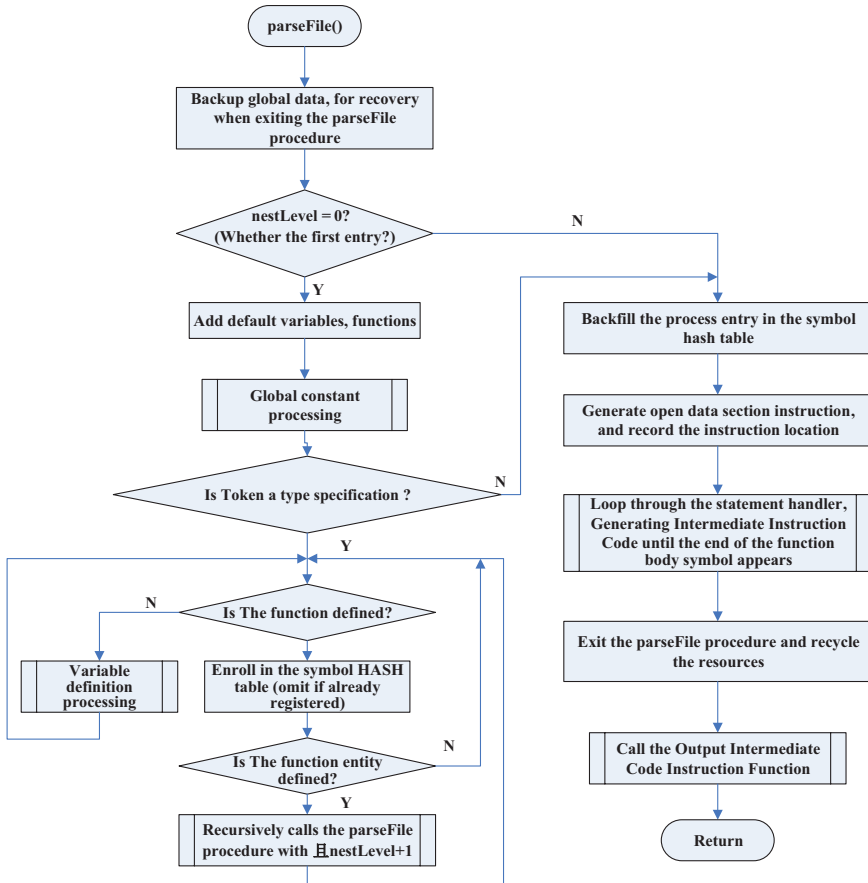 parseFile()
Backup global data, for recovery
when exiting the parseFile
procedure
nestLevel = 0?
(Whether the first entry?)
N
Y
Add default variables, functions
Global constant
processing
Is Token a type specification ?
N
Y
Is The function defined?
N
Variable
definition
processing
Enroll in the symbol HASH
table (omit if already
registered)
Is The function entity
defined?
N
Y
Recursively calls the parseFile
procedure with 且nestLevel+1
Backfill the process entry in the symbol
hash table
Generate open data section instruction,
and record the instruction location
Loop through the statement handler,
Generating Intermediate Instruction
Code until the end of the function
body symbol appears
Exit the parseFile procedure and recycle
the resources
Call the Output Intermediate
Code Instruction Function
Return